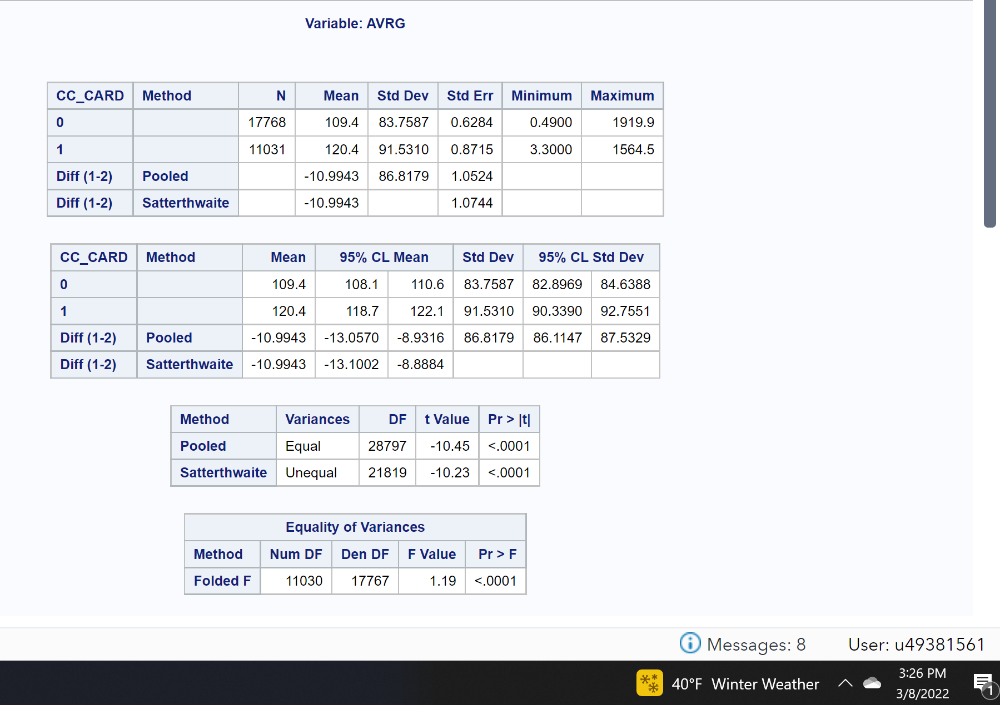 Variable: AVRG
CC_CARD Method N Mean Std Dev Std Err Minimum Maximum
0 17768 109.4 83.7587 0.6284 0.4900 1919.9
1 11031 120.4 91.5310 0.8715 3.3000 1564.5
Diff (1-2) Pooled -10.9943 86.8179 1.0524
Diff (1-2) Satterthwaite -10.9943 1.0744
CC_CARD Method Mean 95% CL Mean Std Dev 95% CL Std Dev
0 109.4 108.1 110.6 83.7587 82.8969 84.6388
1 120.4 118.7 122.1 91.5310 90.3390 92.7551
Diff (1-2) Pooled -10.9943 -13.0570 -8.9316 86.8179 86.1147 87.5329
Diff (1-2) Satterthwaite -10.9943 -13.1002 -8.8884
Method Variances DF t Value Pr > |t|
Pooled Equal 28797 -10.45 <.0001
Satterthwaite Unequal 21819 -10.23 <.0001
Equality of Variances
Method Num DF Den DF F Value Pr > F
Folded F 11030 17767 1.19 <.0001
Messages: 8 User: u49381561
40°F Winter Weather
3:26 PM
3/8/2022
1